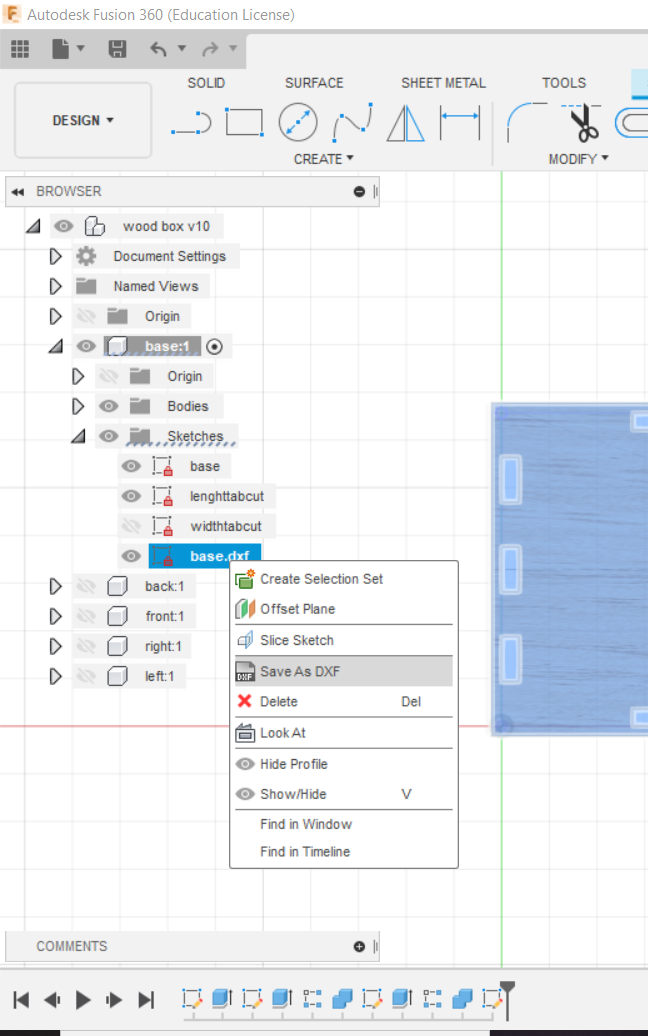 Autodesk Fusion 360 (Education License)
SOLID SURFACE SHEET METAL TOOLS
DESIGN
CREATE MODIFY
BROWSER
wood box v10
Document Settings
Named Views
Origin
base:1
Origin
Bodies
Sketches
base
lenghttabcut
widthtabcut
base.dxf
back:1
front:1
right:1
left:1
Create Selection Set
Offset Plane
Slice Sketch
DXF Save As DXF
Delete Del
Look At
Hide Profile
Show/Hide V
Find in Window
Find in Timeline
COMMENTS